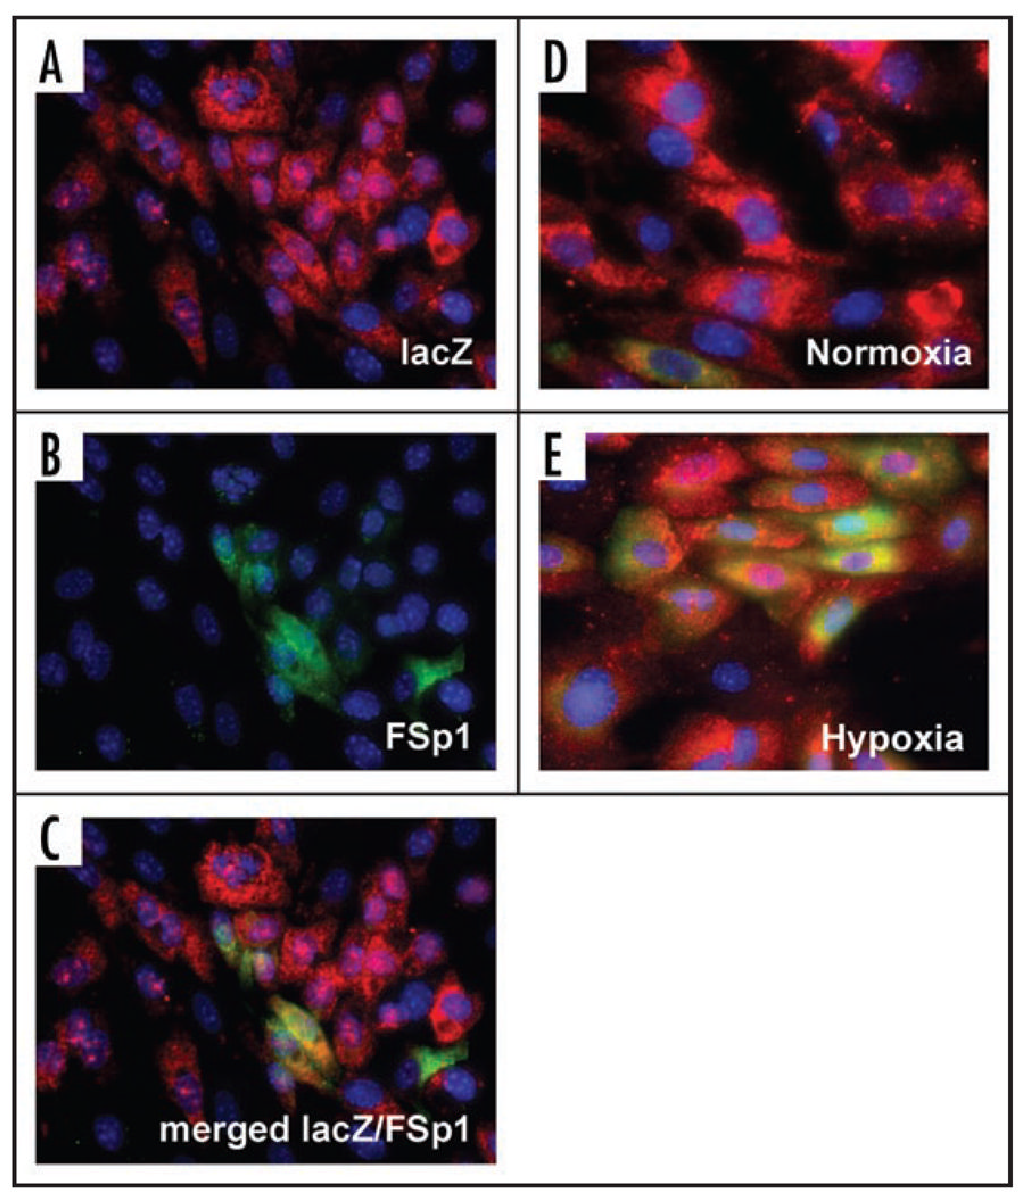 A
lacZ
B
FSp1
C
merged lacZ/FSp1
D
Normoxia
E
Hypoxia